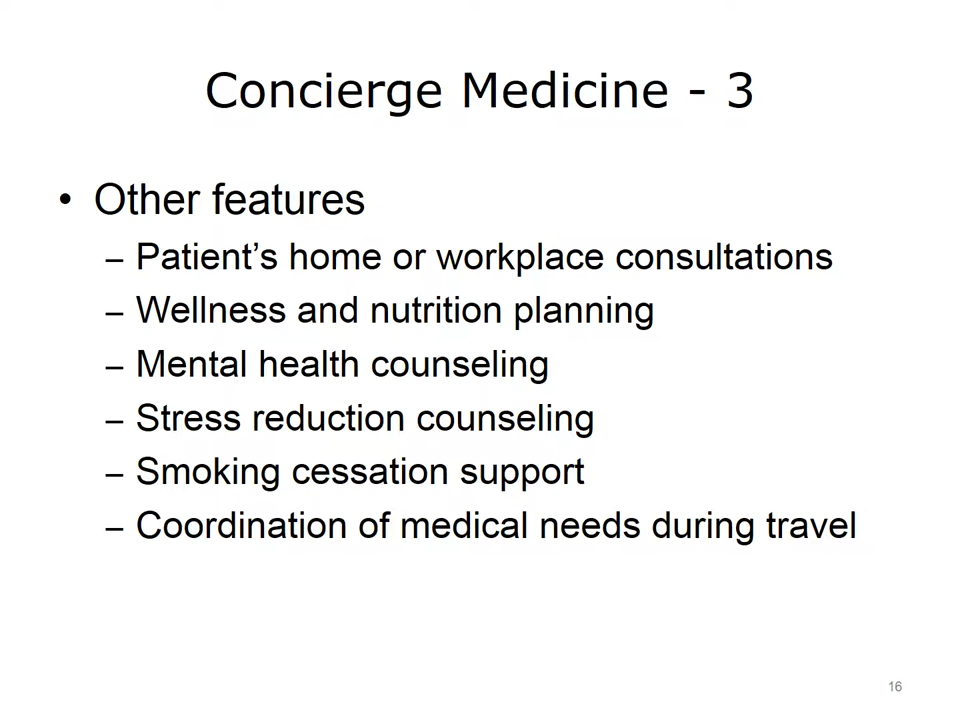 Concierge Medicine - 3
• Other features
– Patient’s home or workplace consultations
– Wellness and nutrition planning
– Mental health counseling
– Stress reduction counseling
– Smoking cessation support
– Coordination of medical needs during travel
16